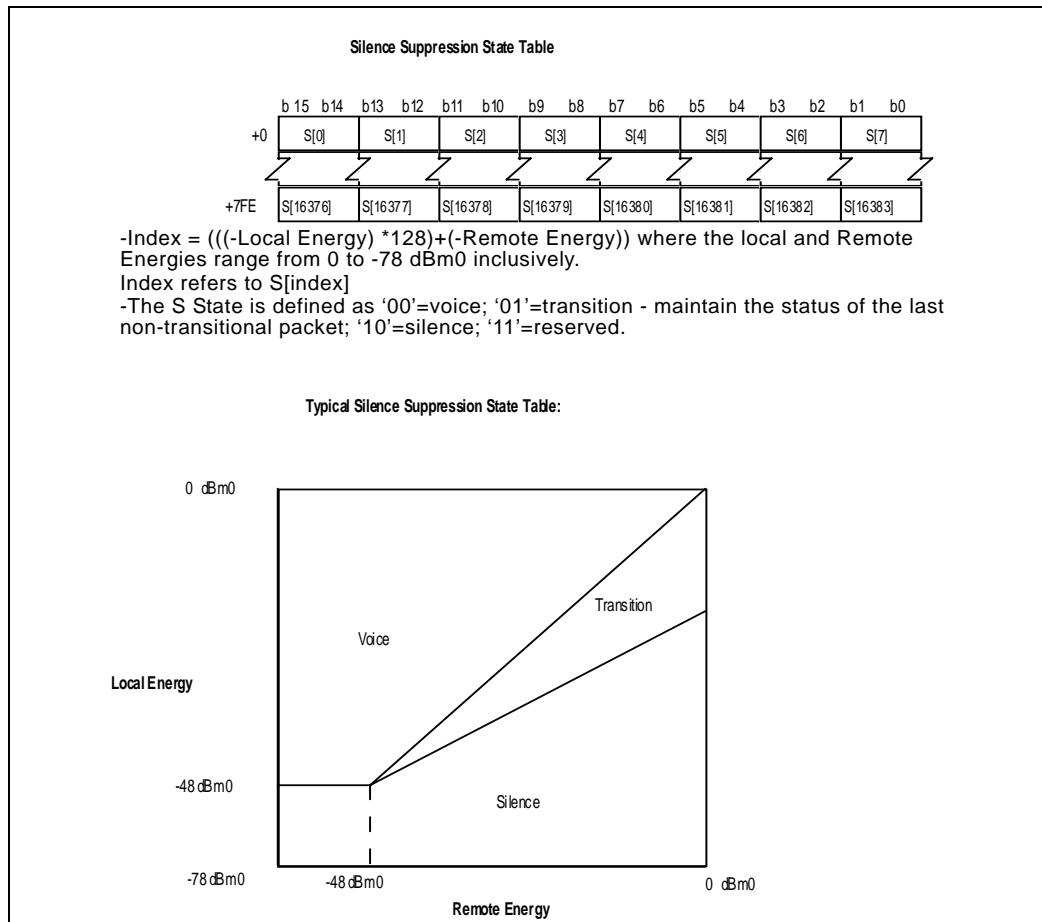 Silence Suppression State Table
b 15 b14 b13 b12 b11 b10 b9 b8 b7 b6 b5 b4 b3 b2 b1 b0
+0 S[0] S[1] S[2] S[3] S[4] S[5] S[6] S[7]
+7FE S[16376] S[16377] S[16378] S[16379] S[16380] S[16381] S[16382] S[16383]
-Index = (((-Local Energy) *128)+(-Remote Energy)) where the local and Remote
Energies range from 0 to -78 dBm0 inclusively.
Index refers to S[index]
-The S State is defined as ‘00’=voice; ‘01’=transition - maintain the status of the last
non-transitional packet; ‘10’=silence; ‘11’=reserved.
Typical Silence Suppression State Table:
0 dBm0
Transition
Voice
Local Energy
-48 dBm0
Silence
-78 dBm0 -48 dBm0 0 dBm0
Remote Energy